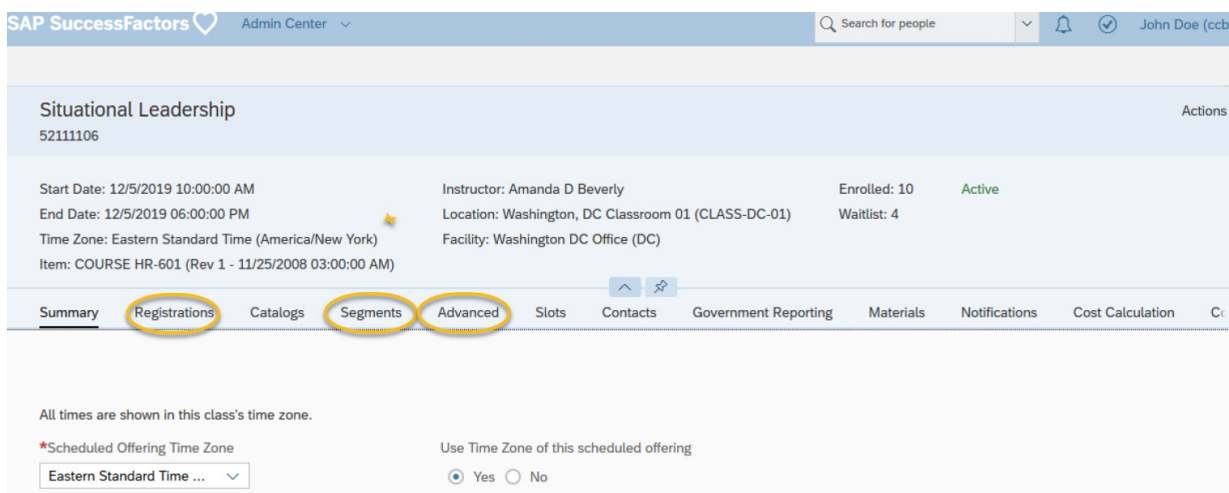 SAP SuccessFactors Admin Center Search for people John Doe (ccb
Situational Leadership Actions
52111106
Start Date: 12/5/2019 10:00:00 AM Instructor: Amanda D Beverly Enrolled: 10 Active
End Date: 12/5/2019 06:00:00 PM Location: Washington, DC Classroom 01 (CLASS-DC-01) Waitlist: 4
Time Zone: Eastern Standard Time (America/New York) Facility: Washington DC Office (DC)
Item: COURSE HR-601 (Rev 1 - 11/25/2008 03:00:00 AM)
Summary Registrations Catalogs Segments Advanced Slots Contacts Government Reporting Materials Notifications Cost Calculation
All times are shown in this class's time zone.
*Scheduled Offering Time Zone Use Time Zone of this scheduled offering
Eastern Standard Time ... Yes No